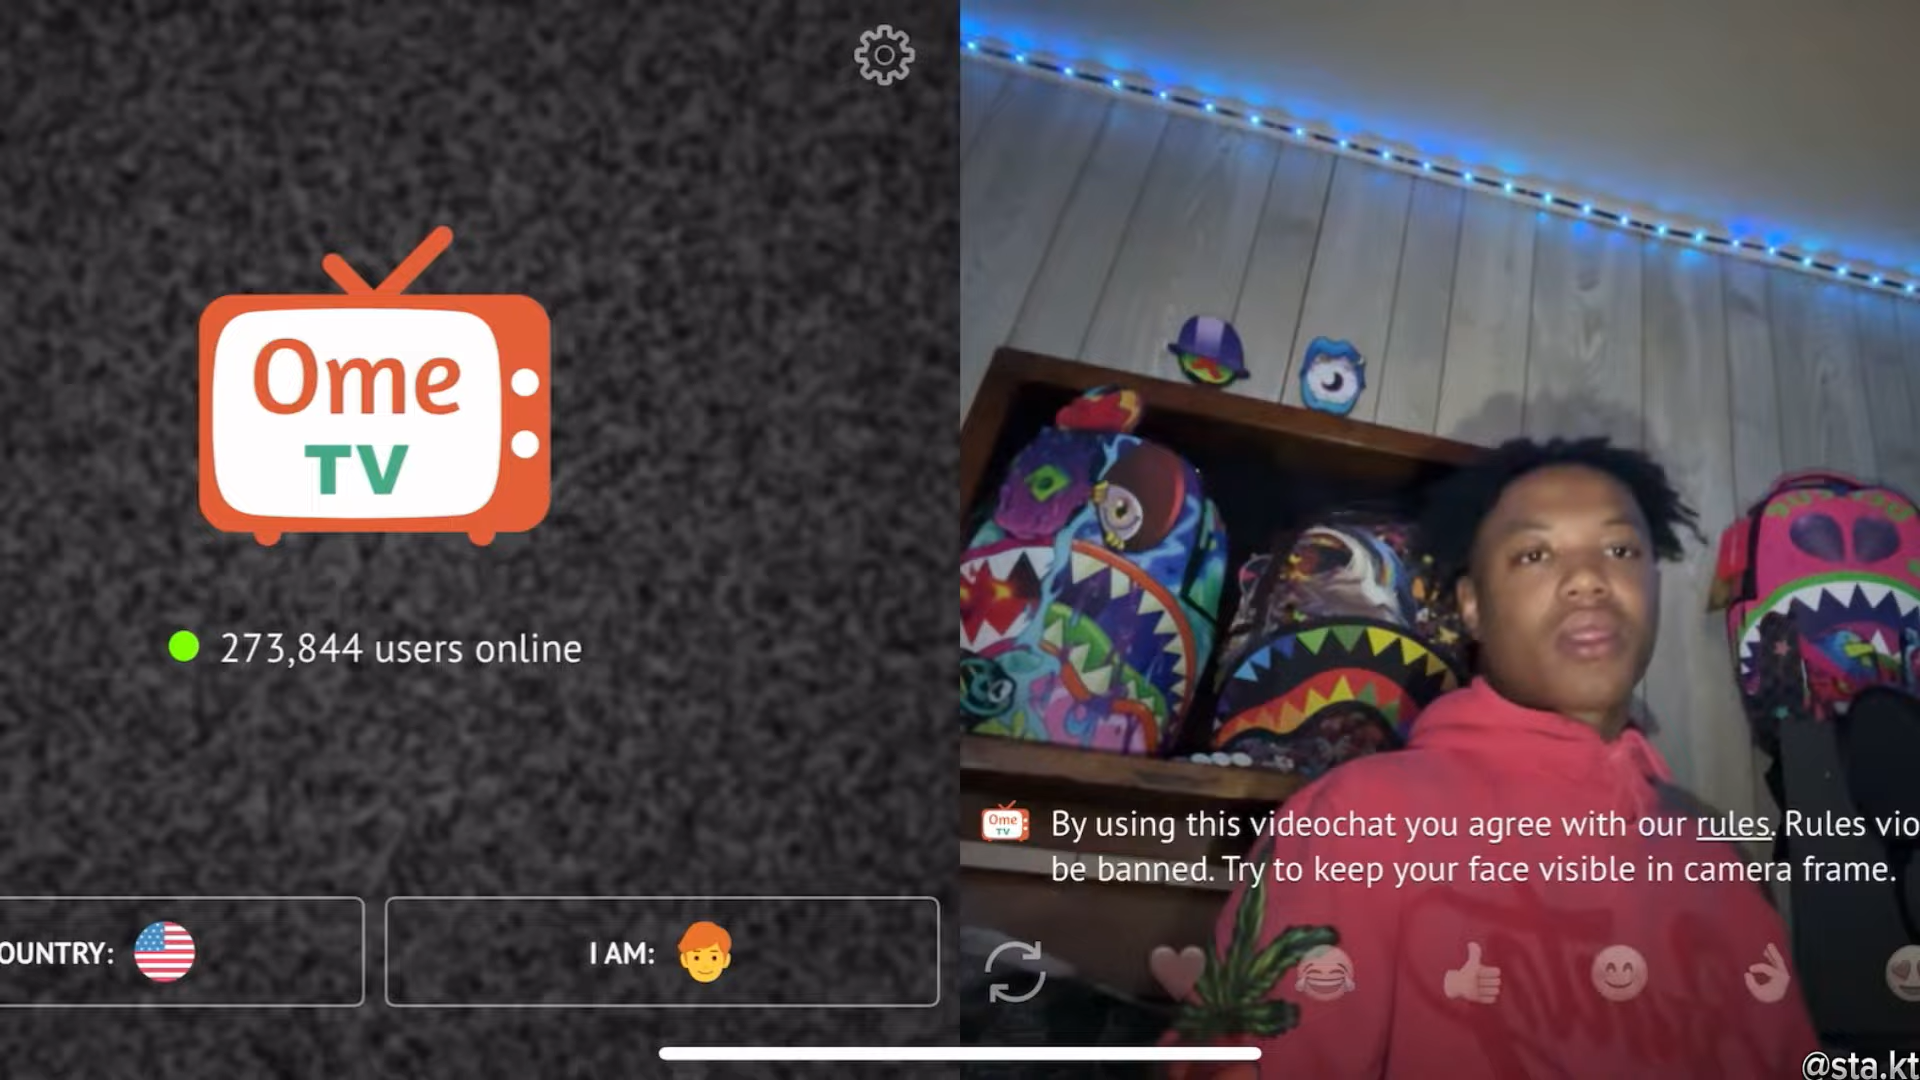 Ome
TV
273,844 users online
OUNTRY:
I AM:
Ome
TV
By using this videochat you agree with our rules. Rules vio
be banned. Try to keep your face visible in camera frame.
@sta.kt